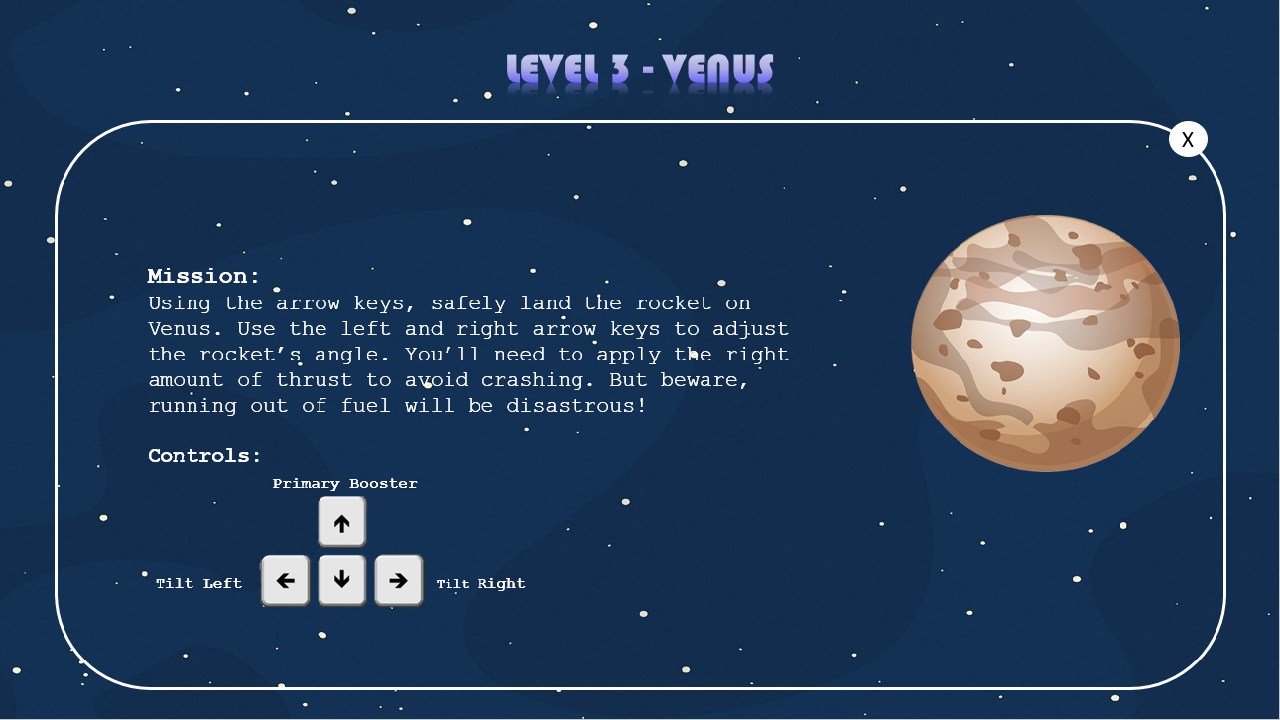 LEVEL 3 - VENUS
X
Mission:
Using the arrow keys, safely land the rocket on
Venus. Use the left and right arrow keys to adjust
the rocket’s angle. You’ll need to apply the right
amount of thrust to avoid crashing. But beware,
running out of fuel will be disastrous!
Controls:
Primary Booster
Tilt Left
Tilt Right